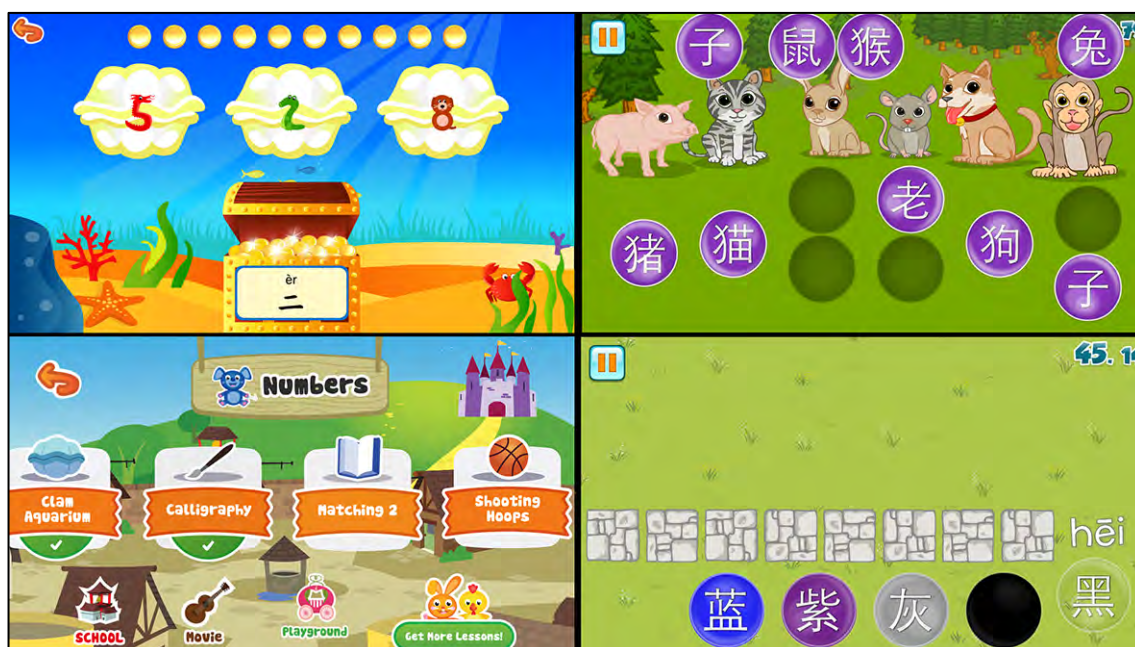 5 2 8
èr
二
子 鼠 猴 兔
老
猪 猫 狗
子
Numbers
Clam Aquarium
Calligraphy
Matching 2
Shooting Hoops
SCHOOL
Movie
Playground
Get More Lessons!
45.
hēi
蓝 紫 灰 黑